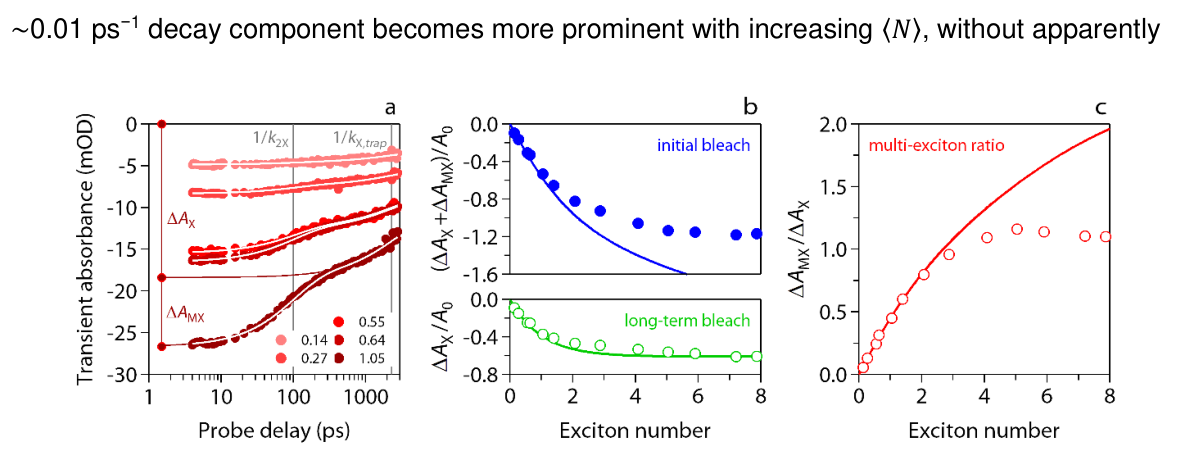 ~0.01 ps⁻¹ decay component becomes more prominent with increasing ⟨N⟩, without apparently
a
Transient absorbance (mOD)
0
-5
-10
-15
-20
-25
-30
1/k2X
1/kX,trap
ΔAX
ΔAMX
0.55
0.14
0.64
0.27
1.05
1
10
100
1000
Probe delay (ps)
b
(ΔAX+ΔAMX)/A0
0.0
-0.4
-0.8
-1.2
-1.6
initial bleach
ΔAX/A0
0.0
-0.4
-0.8
long-term bleach
0
2
4
6
8
Exciton number
c
ΔAMX/ΔAX
2.0
1.5
1.0
0.5
0.0
multi-exciton ratio
0
2
4
6
8
Exciton number